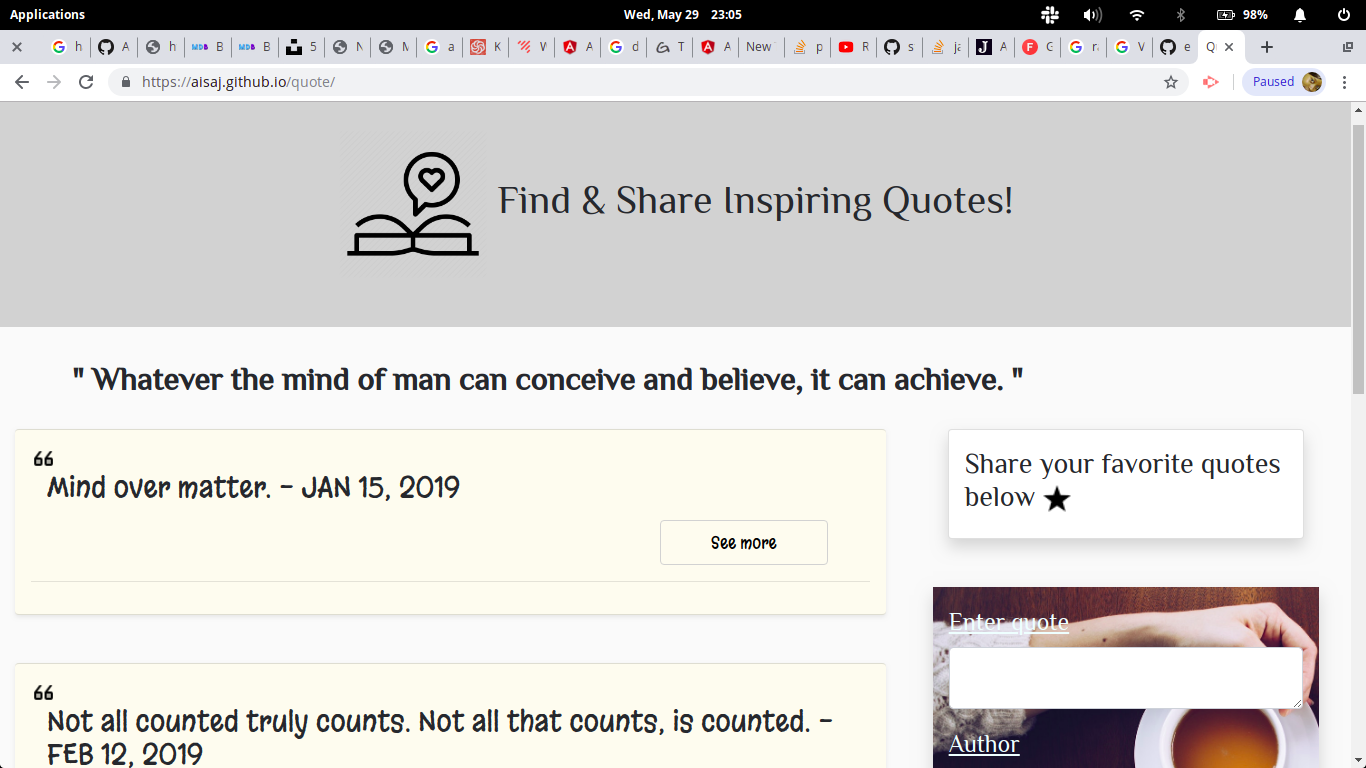 Applications
Wed, May 29 23:05
98%
h A h B B 5 N M a K W A d T A New p R s ja A C r V e Q
https://aisaj.github.io/quote/
Paused
Find & Share Inspiring Quotes!
" Whatever the mind of man can conceive and believe, it can achieve. "
Mind over matter. - JAN 15, 2019
See more
Not all counted truly counts. Not all that counts, is counted. -
FEB 12, 2019
Share your favorite quotes
below
Enter quote
Author